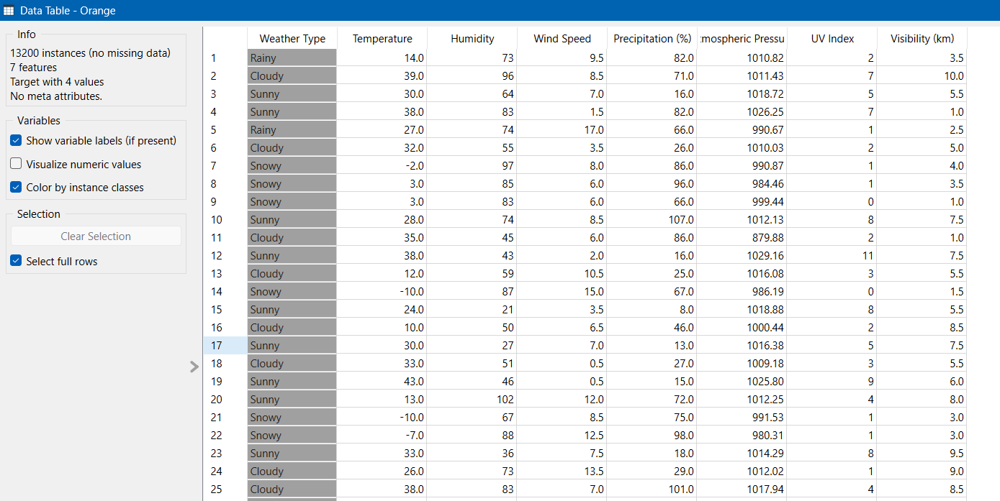 Data Table - Orange
Info
13200 instances (no missing data)
7 features
Target with 4 values
No meta attributes.
Variables
Show variable labels (if present)
Visualize numeric values
Color by instance classes
Selection
Clear Selection
Select full rows
Weather Type Temperature Humidity Wind Speed Precipitation (%) tmospheric Pressu UV Index Visibility (km)
1 Rainy 14.0 73 9.5 82.0 1010.82 2 3.5
2 Cloudy 39.0 96 8.5 71.0 1011.43 7 10.0
3 Sunny 30.0 64 7.0 16.0 1018.72 5 5.5
4 Sunny 38.0 83 1.5 82.0 1026.25 7 1.0
5 Rainy 27.0 74 17.0 66.0 990.67 1 2.5
6 Cloudy 32.0 55 3.5 26.0 1010.03 2 5.0
7 Snowy -2.0 97 8.0 86.0 990.87 1 4.0
8 Snowy 3.0 85 6.0 96.0 984.46 1 3.5
9 Snowy 3.0 83 6.0 66.0 999.44 0 1.0
10 Sunny 28.0 74 8.5 107.0 1012.13 8 7.5
11 Cloudy 35.0 45 6.0 86.0 879.88 2 1.0
12 Sunny 38.0 43 2.0 16.0 1029.16 11 7.5
13 Cloudy 12.0 59 10.5 25.0 1016.08 3 5.5
14 Snowy -10.0 87 15.0 67.0 986.19 0 1.5
15 Sunny 24.0 21 3.5 8.0 1018.88 8 5.5
16 Cloudy 10.0 50 6.5 46.0 1000.44 2 8.5
17 Sunny 30.0 27 7.0 13.0 1016.38 5 7.5
18 Cloudy 33.0 51 0.5 27.0 1009.18 3 5.5
19 Sunny 43.0 46 0.5 15.0 1025.80 9 6.0
20 Sunny 13.0 102 12.0 72.0 1012.25 4 8.0
21 Snowy -10.0 67 8.5 75.0 991.53 1 3.0
22 Snowy -7.0 88 12.5 98.0 980.31 1 3.0
23 Sunny 33.0 36 7.5 18.0 1014.29 8 9.5
24 Cloudy 26.0 73 13.5 29.0 1012.02 1 9.0
25 Cloudy 38.0 83 7.0 101.0 1017.94 4 8.5